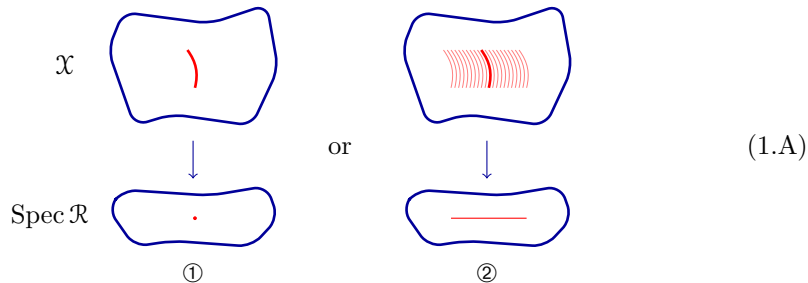 𝒳
or
(1.A)
Spec ℛ
① ②